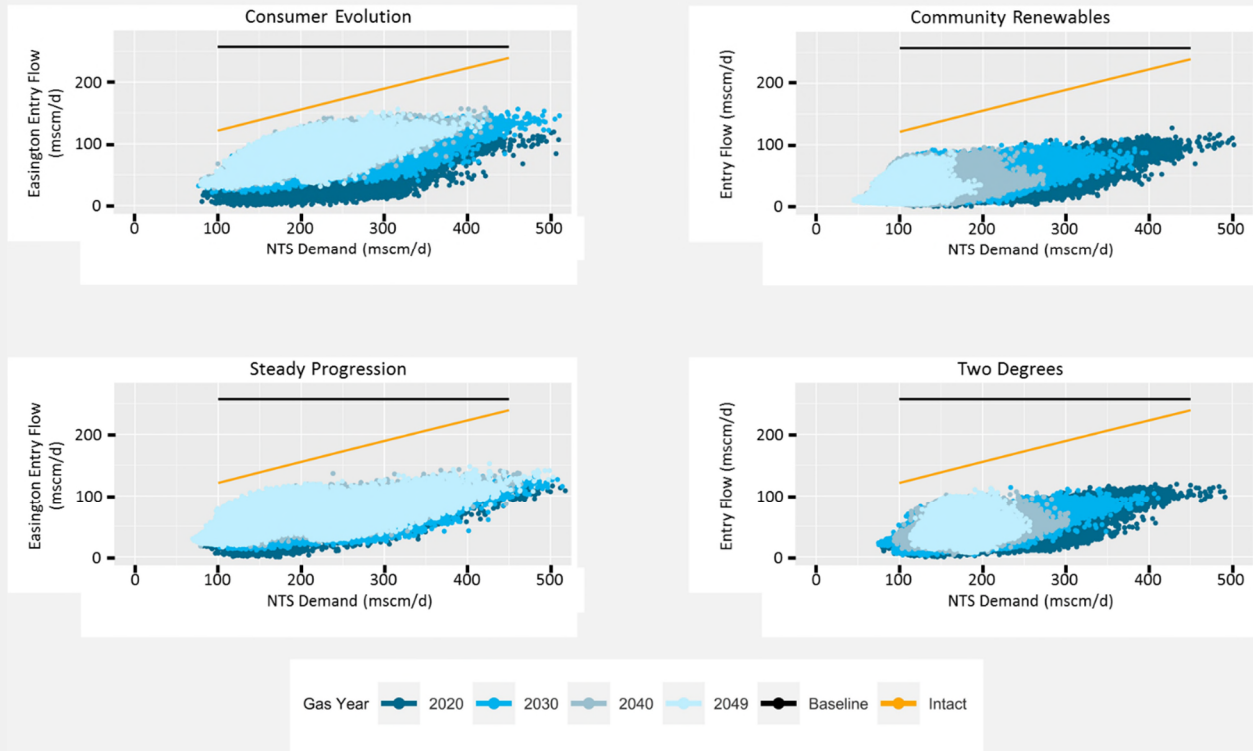 Consumer Evolution
Easington Entry Flow
(mscm/d)
200
100
0
0 100 200 300 400 500
NTS Demand (mscm/d)
Community Renewables
Entry Flow (mscm/d)
200
100
0
0 100 200 300 400 500
NTS Demand (mscm/d)
Steady Progression
Easington Entry Flow
(mscm/d)
200
100
0
0 100 200 300 400 500
NTS Demand (mscm/d)
Two Degrees
Entry Flow (mscm/d)
200
100
0
0 100 200 300 400 500
NTS Demand (mscm/d)
Gas Year 2020 2030 2040 2049 Baseline Intact